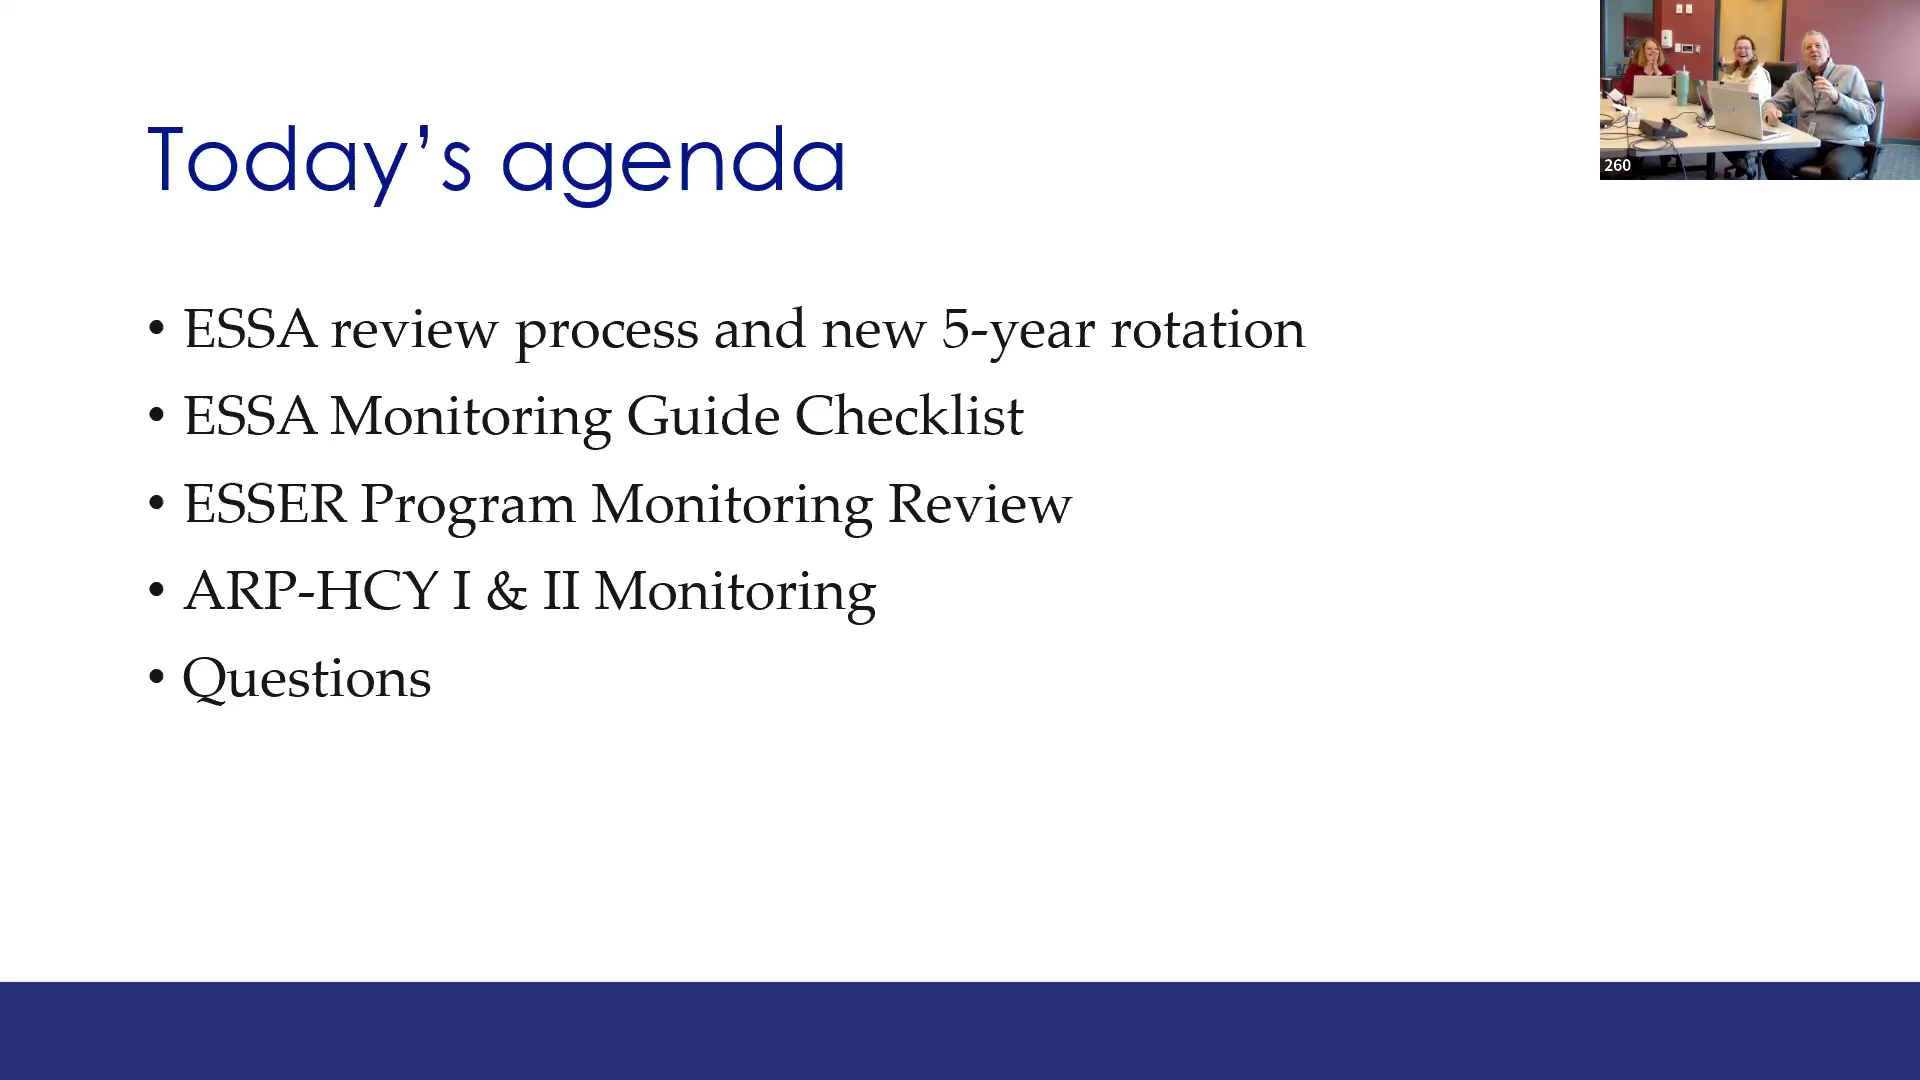 Today’s agenda
• ESSA review process and new 5-year rotation
• ESSA Monitoring Guide Checklist
• ESSER Program Monitoring Review
• ARP-HCY I & II Monitoring
• Questions
260